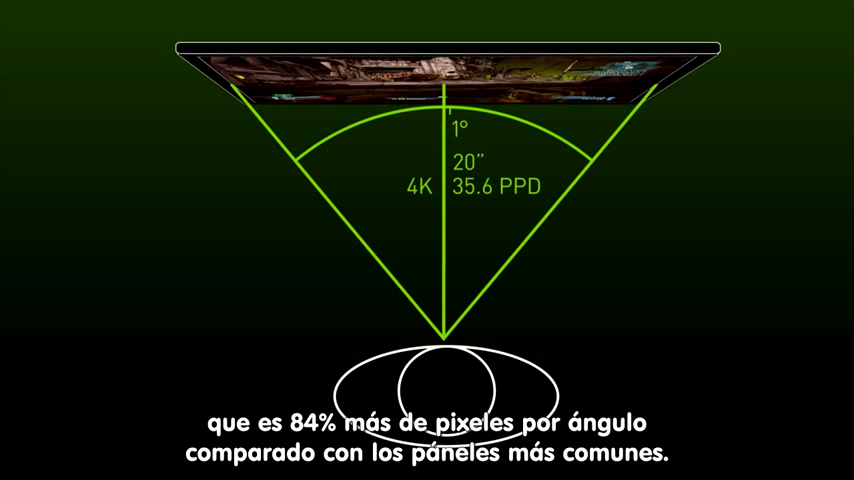 1°
20”
4K 35.6 PPD
que es 84% más de pixeles por ángulo
comparado con los páneles más comunes.